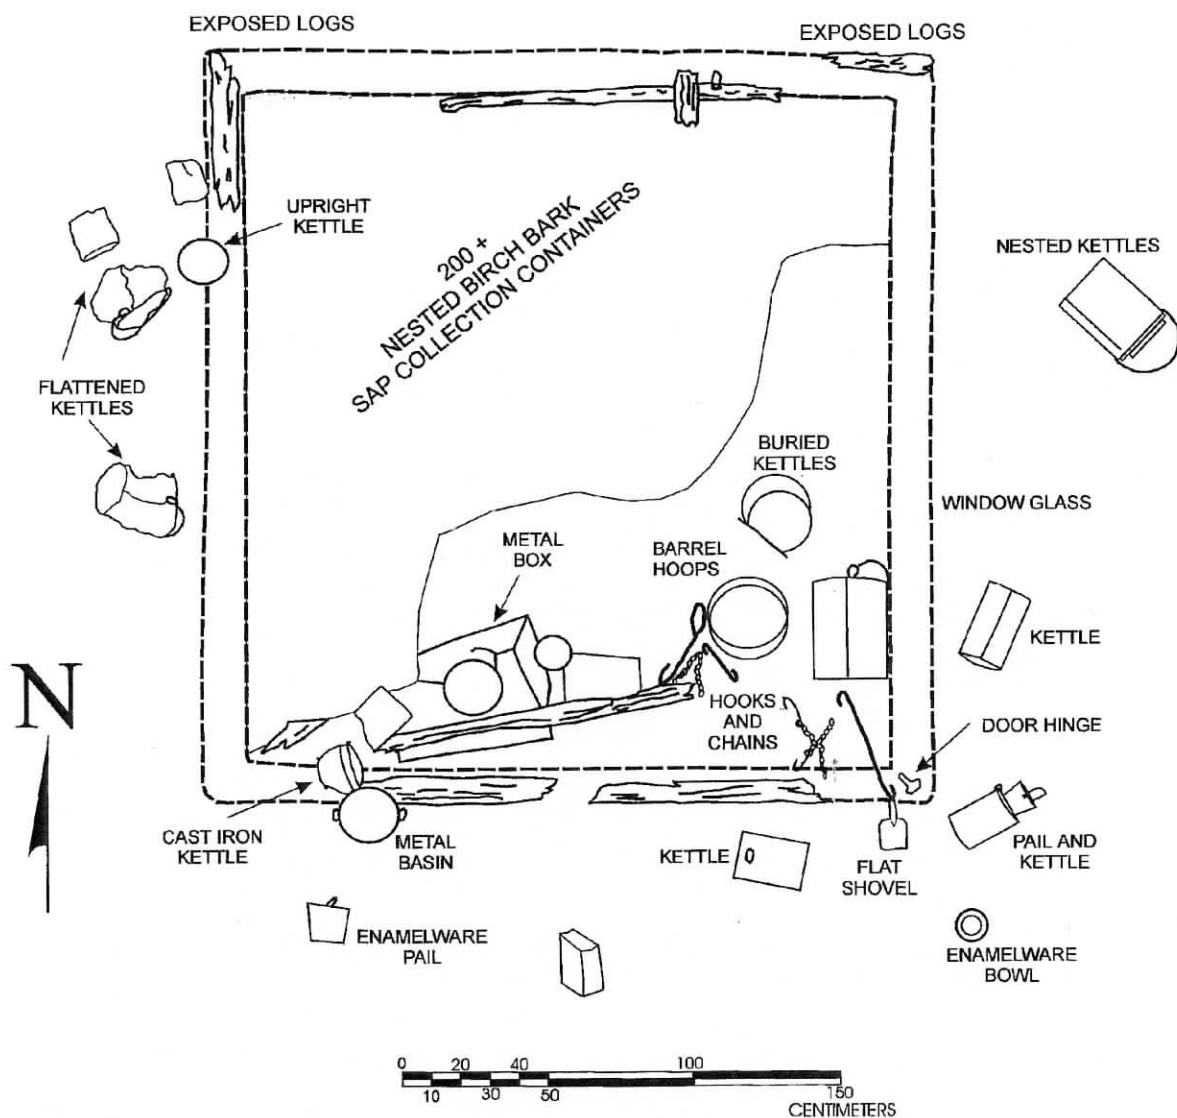 EXPOSED LOGS
EXPOSED LOGS
UPRIGHT
KETTLE
200 +
NESTED BIRCH BARK
SAP COLLECTION CONTAINERS
NESTED KETTLES
FLATTENED
KETTLES
BURIED
KETTLES
WINDOW GLASS
METAL
BOX
BARREL
HOOPS
KETTLE
N
HOOKS
AND
CHAINS
DOOR HINGE
CAST IRON
KETTLE
METAL
BASIN
KETTLE
FLAT
SHOVEL
PAIL AND
KETTLE
ENAMELWARE
PAIL
ENAMELWARE
BOWL
0 20 40 100
10 30 50 150
CENTIMETERS